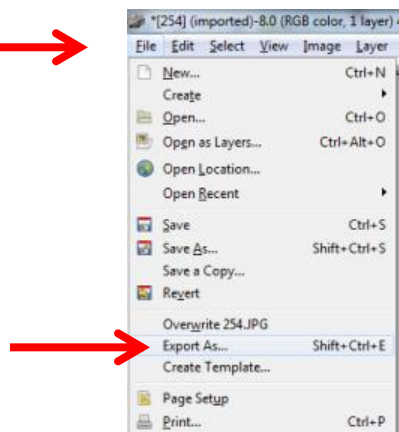 *[254] (imported)-8.0 (RGB color, 1 layer)
File Edit Select View Image Layer
New... Ctrl+N
Create
Open... Ctrl+O
Open as Layers... Ctrl+Alt+O
Open Location...
Open Recent
Save Ctrl+S
Save As... Shift+Ctrl+S
Save a Copy...
Revert
Overwrite 254.JPG
Export As... Shift+Ctrl+E
Create Template...
Page Setup
Print... Ctrl+P